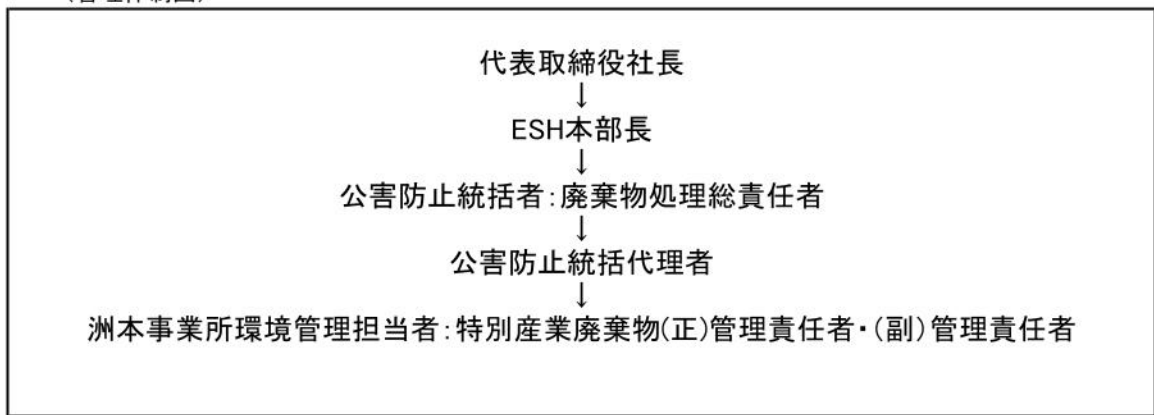 代表取締役社長
↓
ESH本部長
↓
公害防止統括者:廃棄物処理総責任者
↓
公害防止統括代理者
↓
洲本事業所環境管理担当者:特別産業廃棄物(正)管理責任者・(副)管理責任者